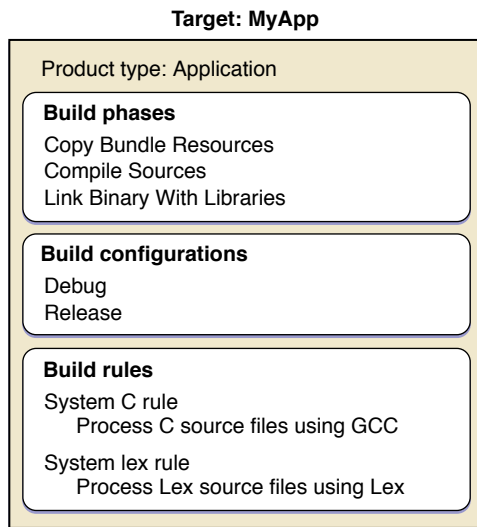 Target: MyApp
Product type: Application
Build phases
Copy Bundle Resources
Compile Sources
Link Binary With Libraries
Build configurations
Debug
Release
Build rules
System C rule
Process C source files using GCC
System lex rule
Process Lex source files using Lex